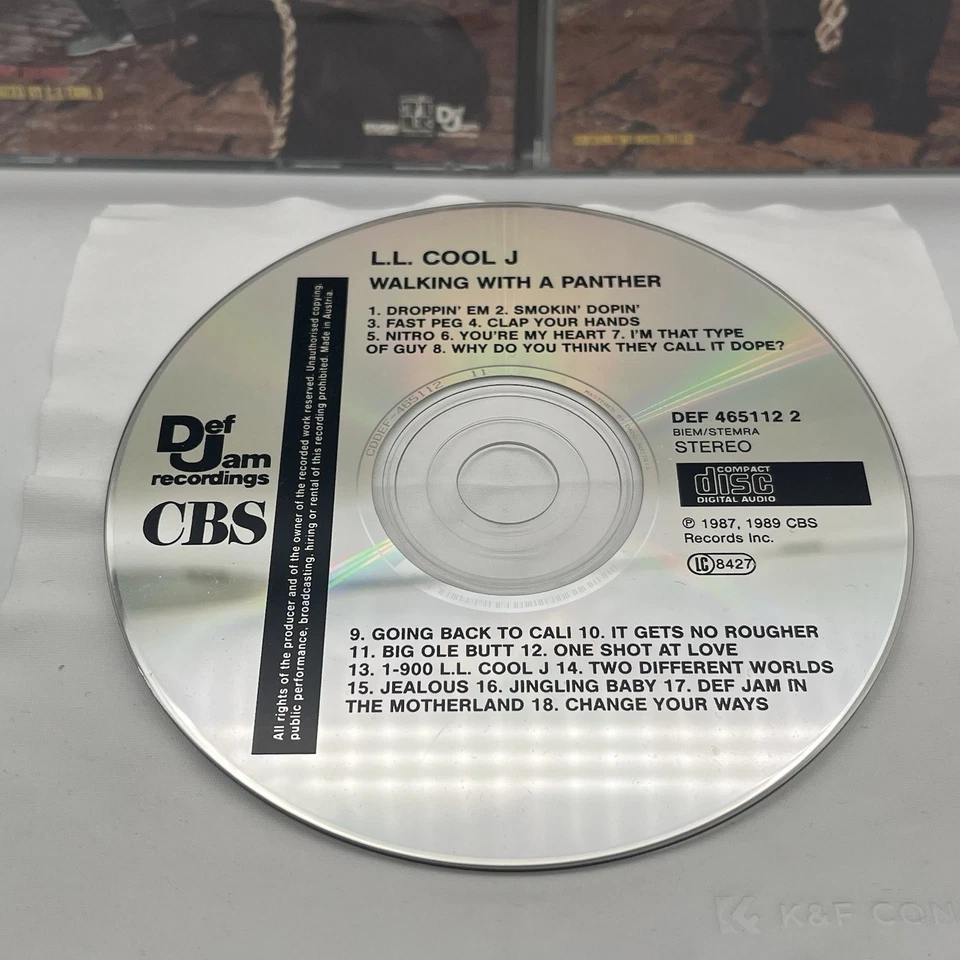 L.L. COOL J
WALKING WITH A PANTHER
1. DROPPIN' EM 2. SMOKIN' DOPIN'
3. FAST PEG 4. CLAP YOUR HANDS
5. NITRO 6. YOU'RE MY HEART 7. I'M THAT TYPE
OF GUY 8. WHY DO YOU THINK THEY CALL IT DOPE?
CDDEF-465112 11
Def
Jam
recordings
CBS
All rights of the producer and of the owner of the recorded work reserved. Unauthorised copying,
public performance, broadcasting, hiring or rental of this recording prohibited. Made in Austria.
DEF 465112 2
BIEM/STEMRA
STEREO
COMPACT
disc
DIGITAL AUDIO
℗ 1987, 1989 CBS
Records Inc.
LC 8427
9. GOING BACK TO CALI 10. IT GETS NO ROUGHER
11. BIG OLE BUTT 12. ONE SHOT AT LOVE
13. 1-900 L.L. COOL J 14. TWO DIFFERENT WORLDS
15. JEALOUS 16. JINGLING BABY 17. DEF JAM IN
THE MOTHERLAND 18. CHANGE YOUR WAYS
K&F CON